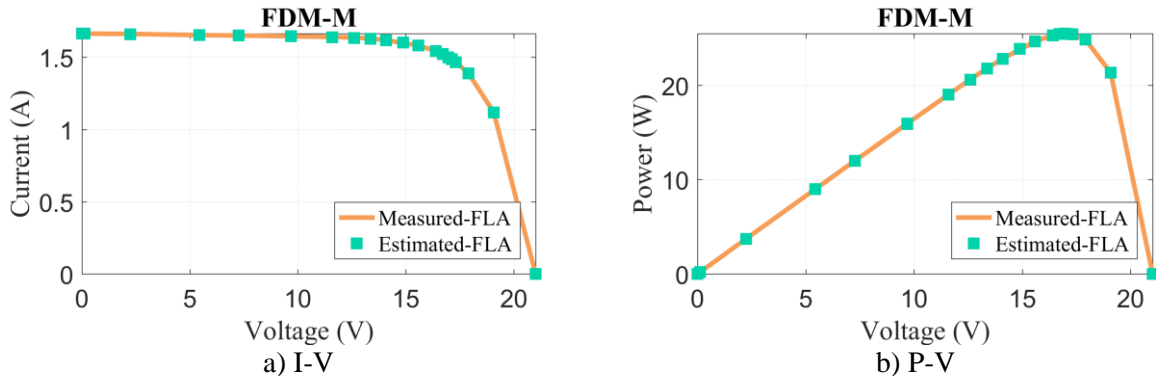 FDM-M
Current (A)
1.5
1
0.5
0
0
5
10
15
20
Voltage (V)
Measured-FLA
Estimated-FLA
a) I-V
FDM-M
Power (W)
20
10
0
0
5
10
15
20
Voltage (V)
Measured-FLA
Estimated-FLA
b) P-V